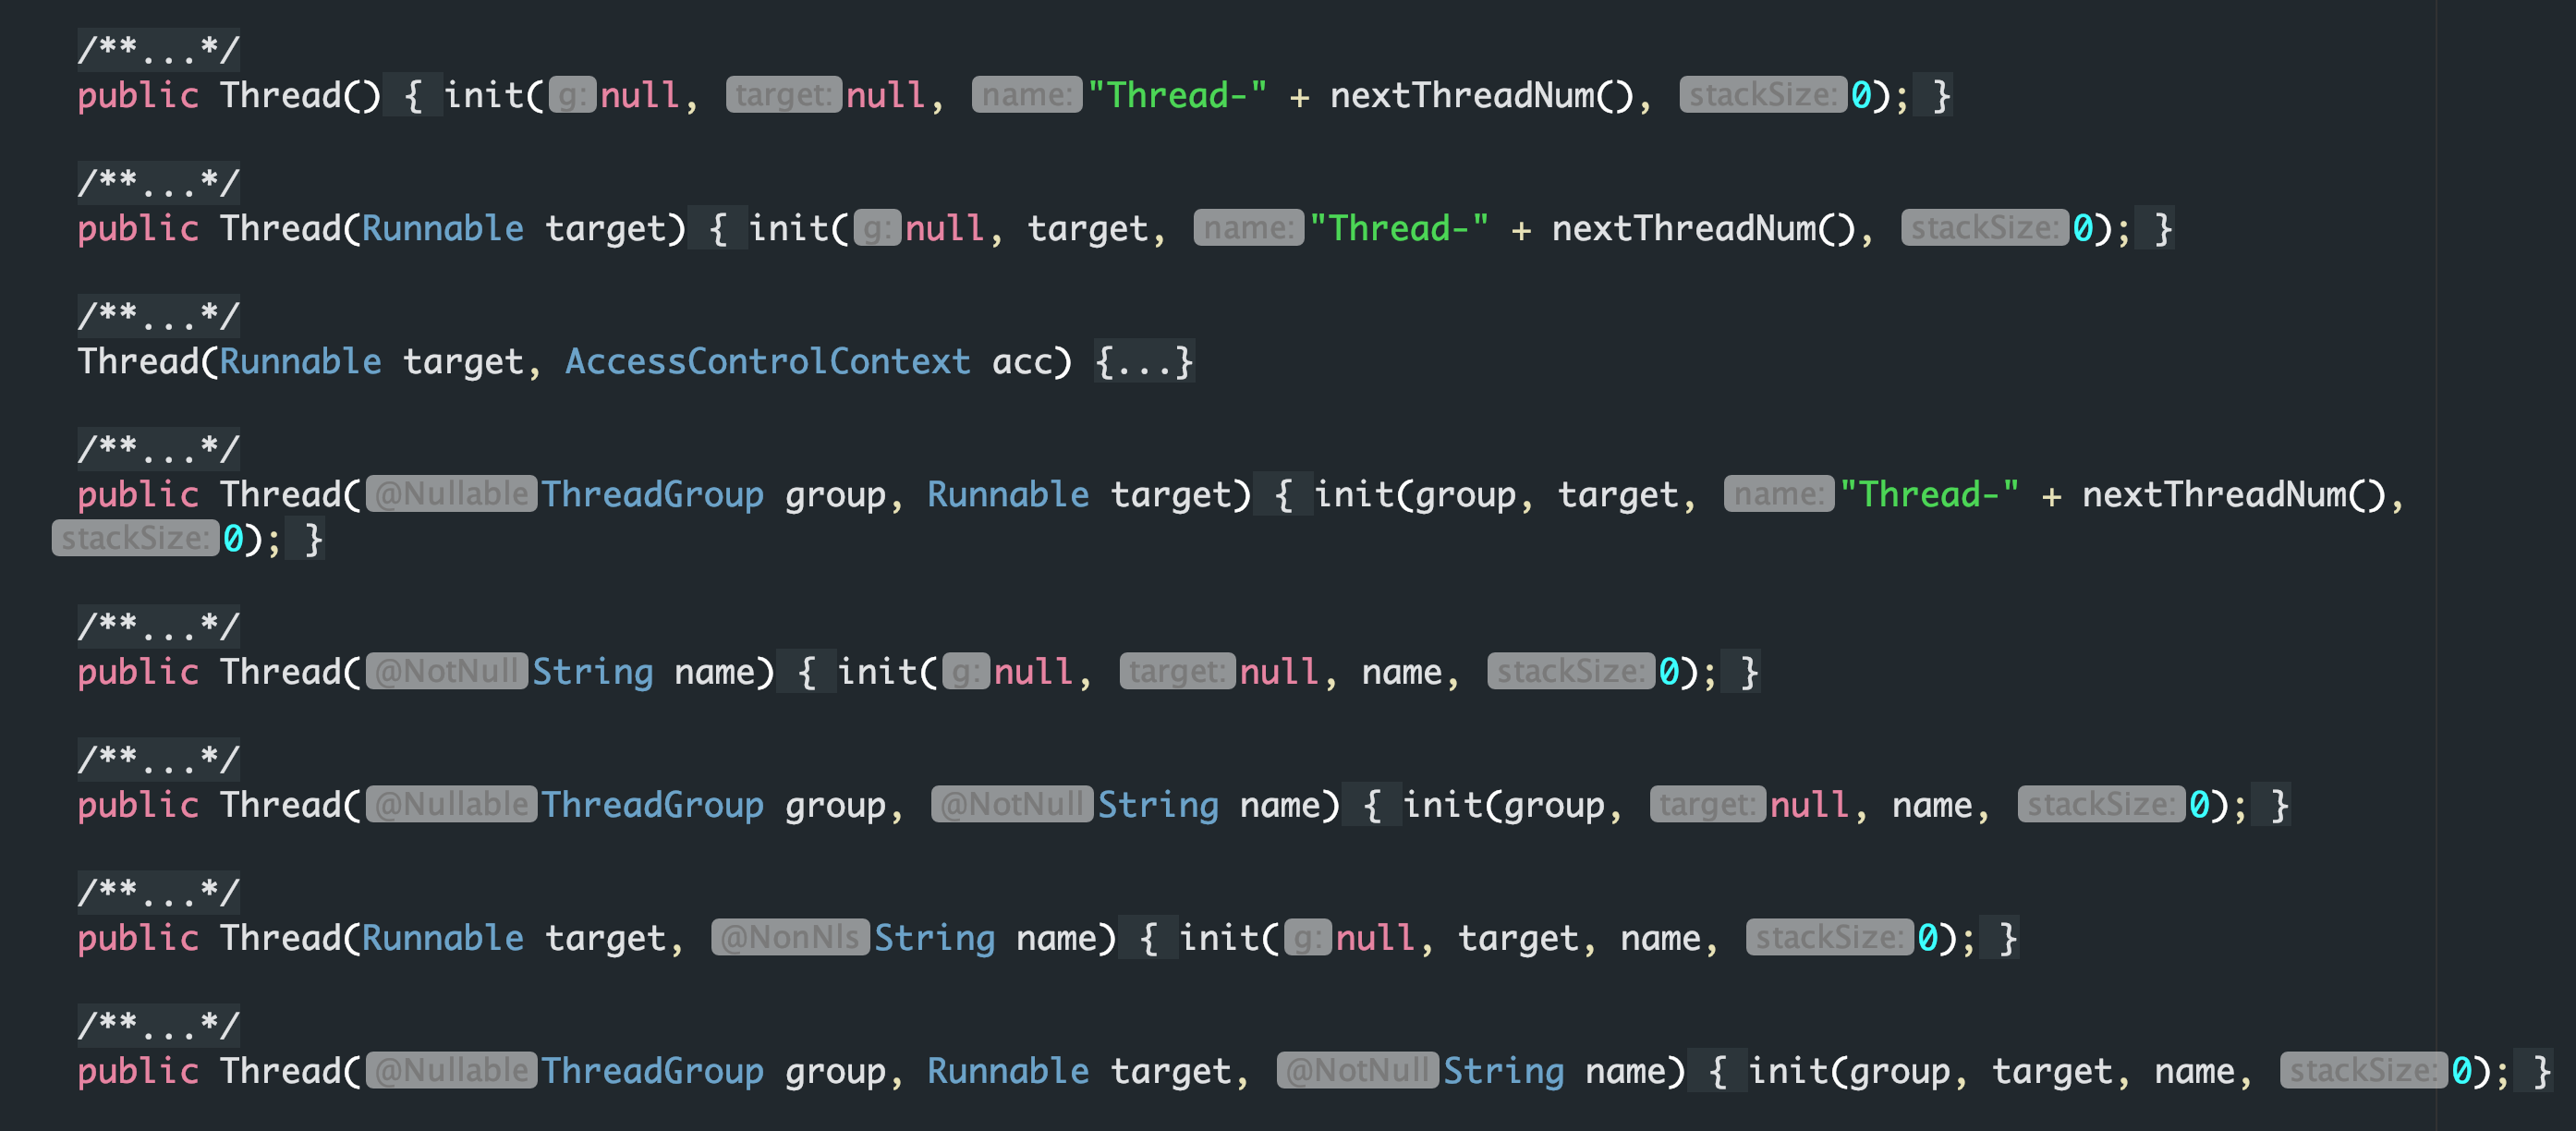 /**...*/
public Thread() { init( g: null, target: null, name: "Thread-" + nextThreadNum(), stackSize: 0); }
/**...*/
public Thread(Runnable target) { init( g: null, target, name: "Thread-" + nextThreadNum(), stackSize: 0); }
/**...*/
Thread(Runnable target, AccessControlContext acc) {...}
/**...*/
public Thread( @Nullable ThreadGroup group, Runnable target) { init(group, target, name: "Thread-" + nextThreadNum(),
stackSize: 0); }
/**...*/
public Thread( @NotNull String name) { init( g: null, target: null, name, stackSize: 0); }
/**...*/
public Thread( @Nullable ThreadGroup group, @NotNull String name) { init(group, target: null, name, stackSize: 0); }
/**...*/
public Thread(Runnable target, @NonNls String name) { init( g: null, target, name, stackSize: 0); }
/**...*/
public Thread( @Nullable ThreadGroup group, Runnable target, @NotNull String name) { init(group, target, name, stackSize: 0); }